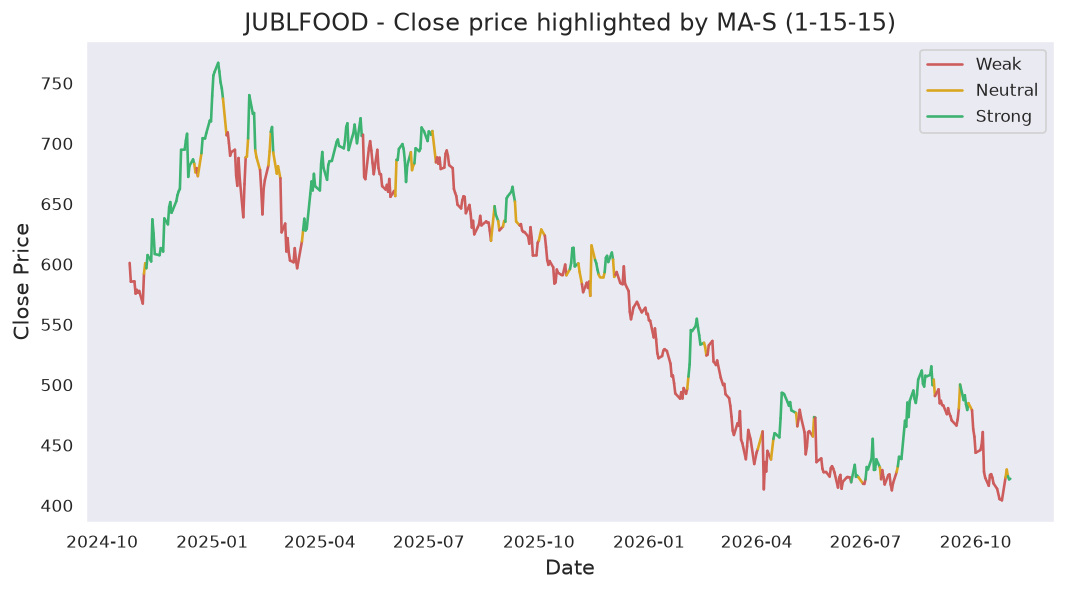 JUBLFOOD - Close price highlighted by MA-S (1-15-15)
Weak
Neutral
Strong
Close Price
750
700
650
600
550
500
450
400
2024-10 2025-01 2025-04 2025-07 2025-10 2026-01 2026-04 2026-07 2026-10
Date